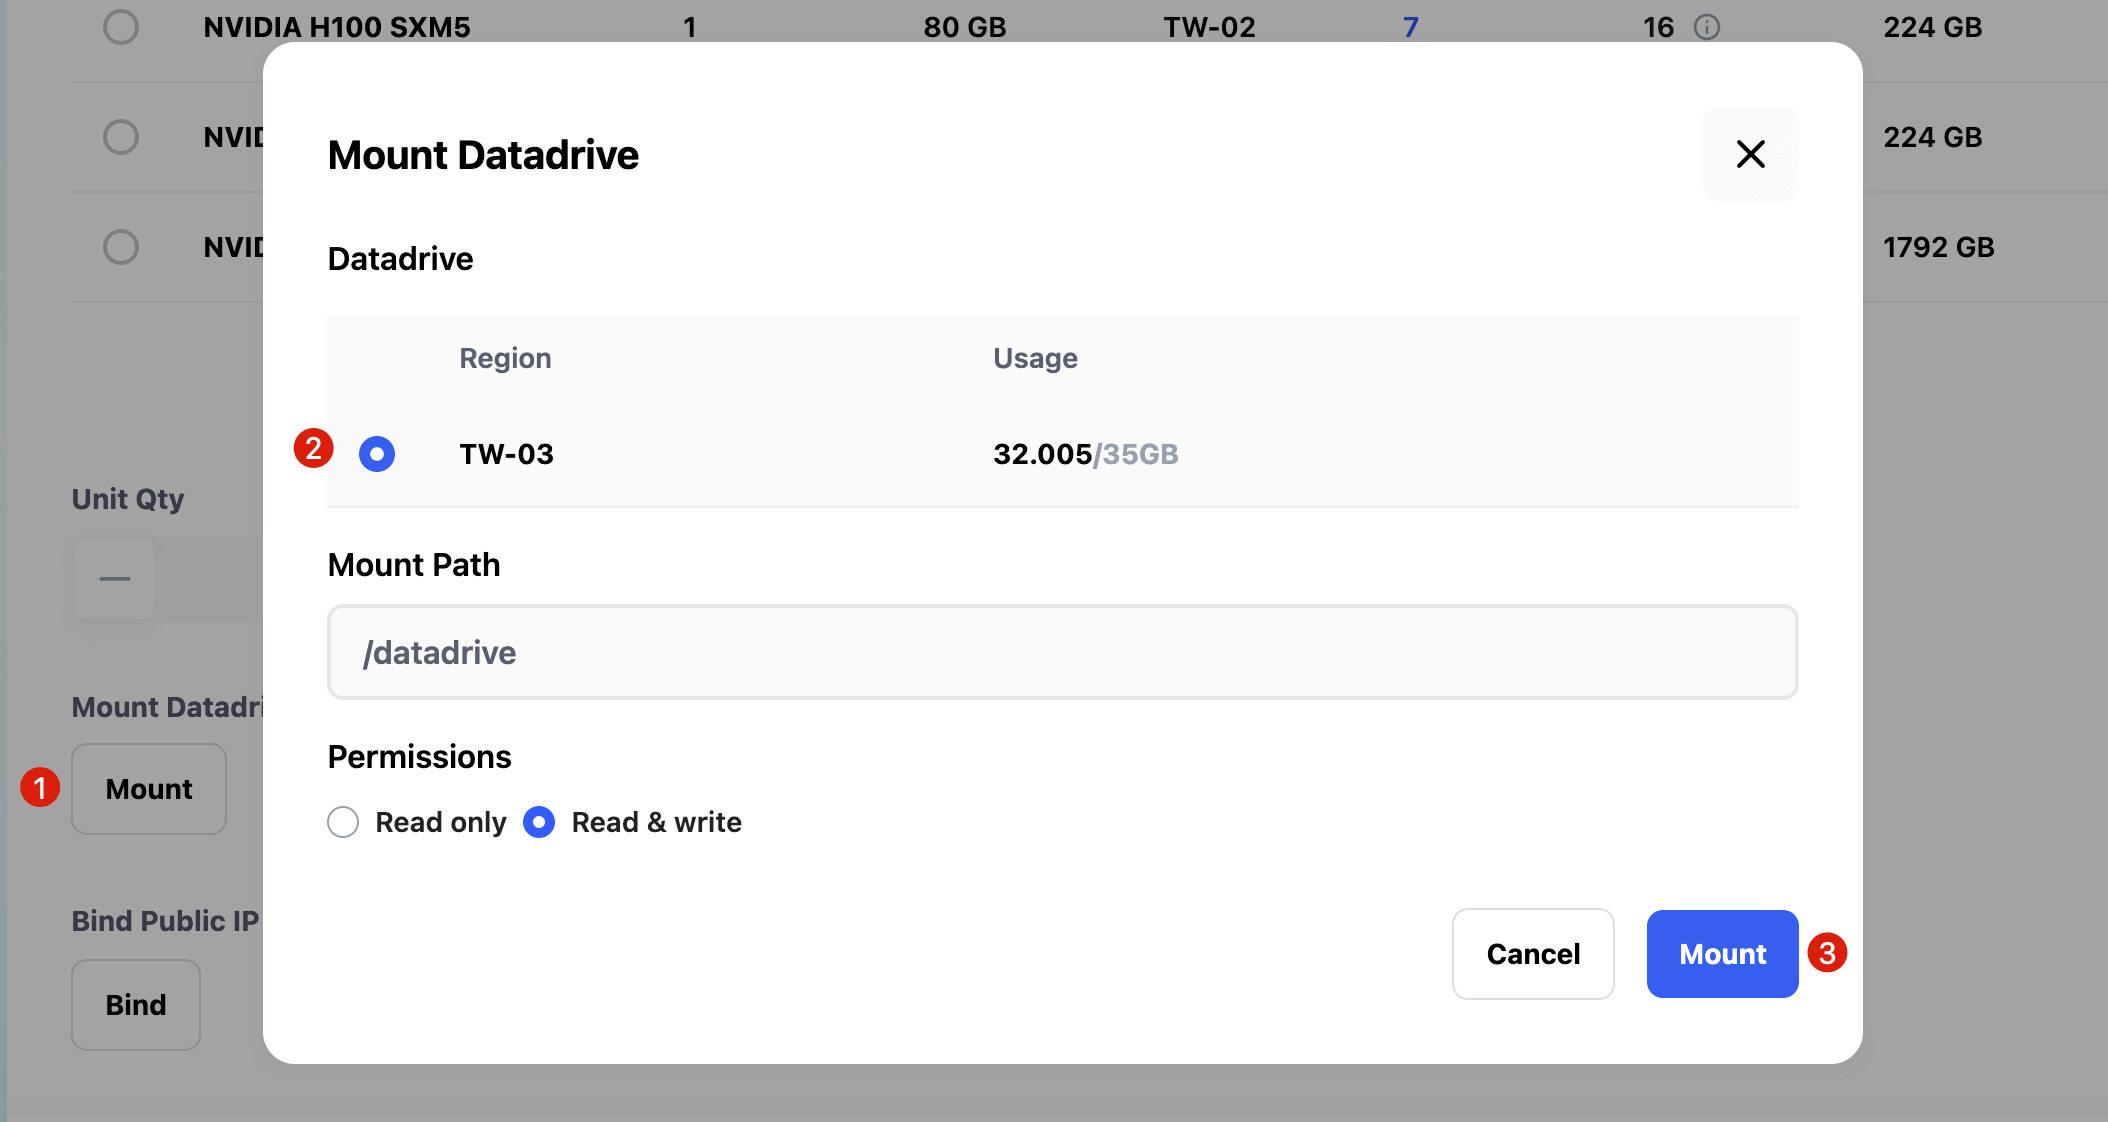 NVIDIA H100 SXM5 1 80 GB TW-02 7 16 224 GB
NVID 224 GB
NVID 1792 GB
Mount Datadrive
Datadrive
Region Usage
2 TW-03 32.005/35GB
Unit Qty
Mount Path
/datadrive
Mount Datadri
Permissions
1 Mount
Read only Read & write
Bind Public IP
Cancel Mount 3
Bind